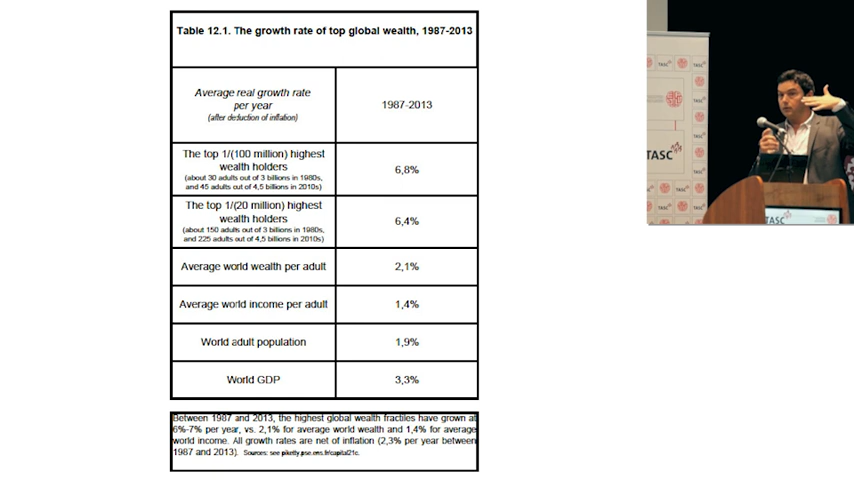 Table 12.1. The growth rate of top global wealth, 1987-2013
Average real growth rate
per year
(after deduction of inflation)
1987-2013
The top 1/(100 million) highest
wealth holders
(about 30 adults out of 3 billions in 1980s,
and 45 adults out of 4,5 billions in 2010s)
6,8%
The top 1/(20 million) highest
wealth holders
(about 150 adults out of 3 billions in 1980s,
and 225 adults out of 4,5 billions in 2010s)
6,4%
Average world wealth per adult
2,1%
Average world income per adult
1,4%
World adult population
1,9%
World GDP
3,3%
Between 1987 and 2013, the highest global wealth fractiles have grown at
6%-7% per year, vs. 2,1% for average world wealth and 1,4% for average
world income. All growth rates are net of inflation (2,3% per year between
1987 and 2013). Sources: see piketty.pse.ens.fr/capital21c.
TASC
TASC
TASC
TASC